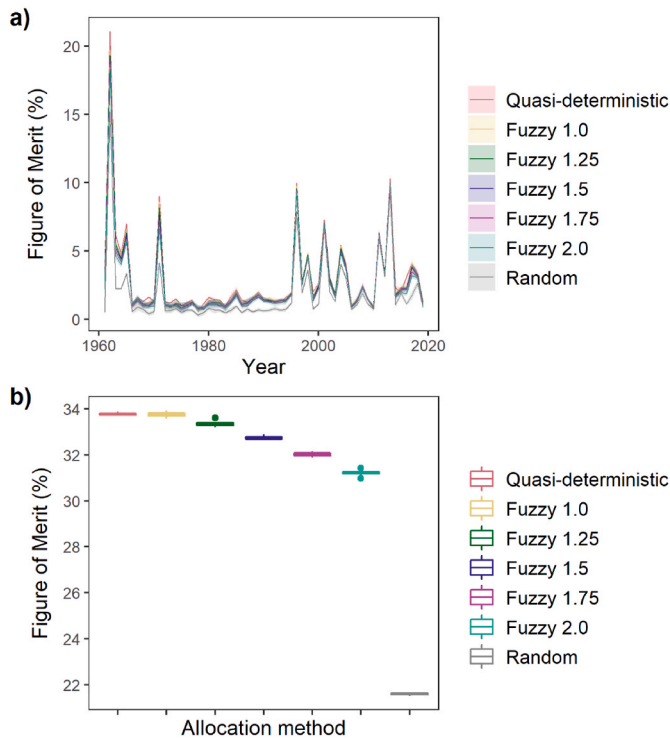 a)
Figure of Merit (%)
20
15
10
5
0
1960
1980
2000
2020
Year
Quasi-deterministic
Fuzzy 1.0
Fuzzy 1.25
Fuzzy 1.5
Fuzzy 1.75
Fuzzy 2.0
Random
b)
Figure of Merit (%)
34
32
30
28
26
24
22
Allocation method
Quasi-deterministic
Fuzzy 1.0
Fuzzy 1.25
Fuzzy 1.5
Fuzzy 1.75
Fuzzy 2.0
Random